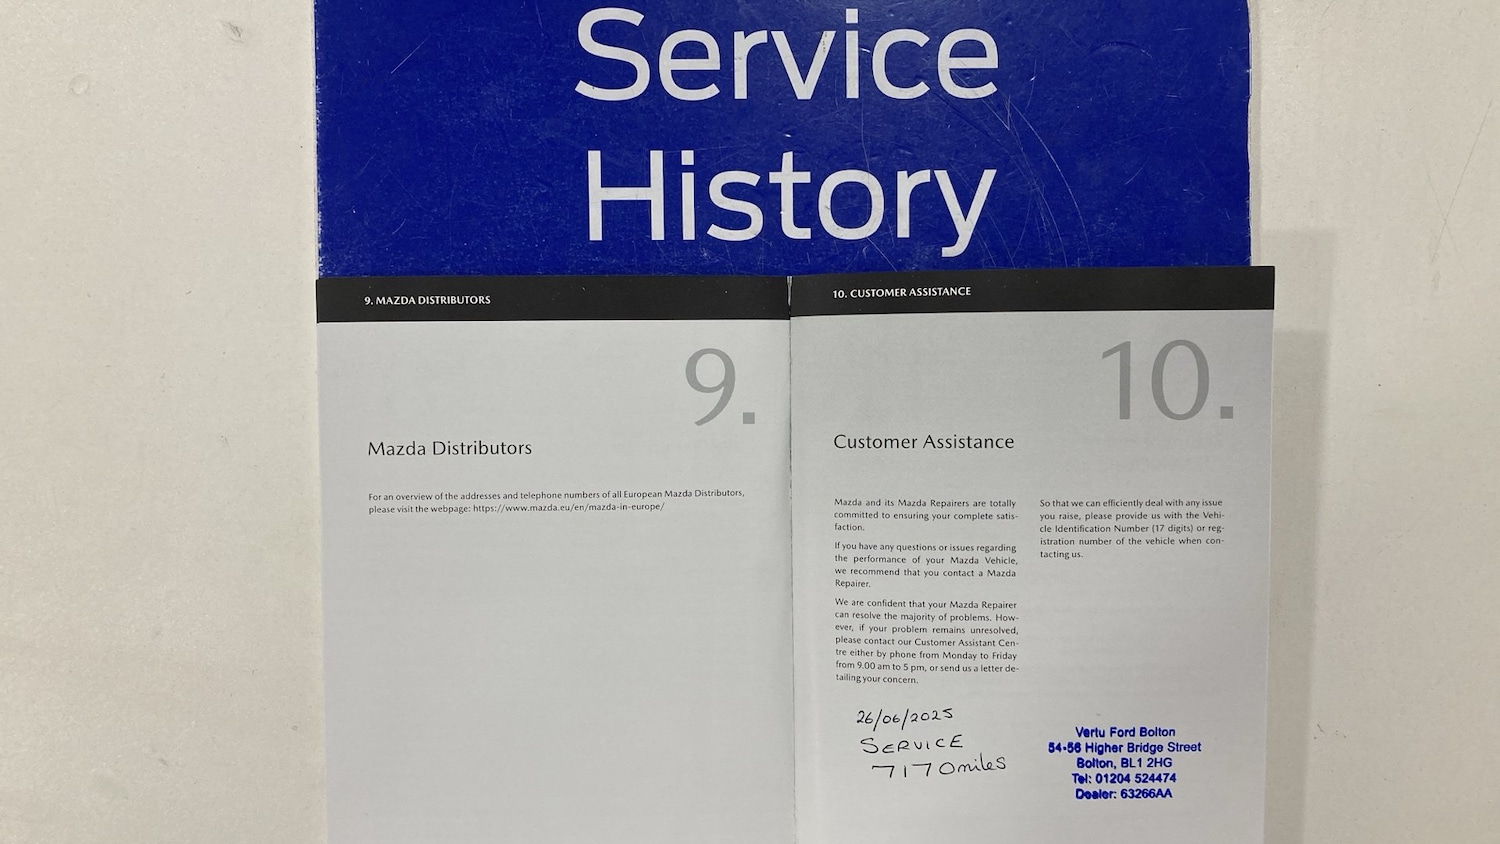 Service
History
9. MAZDA DISTRIBUTORS
9.
Mazda Distributors
For an overview of the addresses and telephone numbers of all European Mazda Distributors,
please visit the webpage: https://www.mazda.eu/en/mazda-in-europe/
10. CUSTOMER ASSISTANCE
10.
Customer Assistance
Mazda and its Mazda Repairers are totally
committed to ensuring your complete satis-
faction.
If you have any questions or issues regarding
the performance of your Mazda Vehicle,
we recommend that you contact a Mazda
Repairer.
We are confident that your Mazda Repairer
can resolve the majority of problems. How-
ever, if your problem remains unresolved,
please contact our Customer Assistant Cen-
tre either by phone from Monday to Friday
from 9.00 am to 5 pm, or send us a letter de-
tailing your concern.
So that we can efficiently deal with any issue
you raise, please provide us with the Vehi-
cle Identification Number (17 digits) or reg-
istration number of the vehicle when con-
tacting us.
26/06/2025
SERVICE
7170miles
Vertu Ford Bolton
54-56 Higher Bridge Street
Bolton, BL1 2HG
Tel: 01204 524474
Dealer: 63266AA